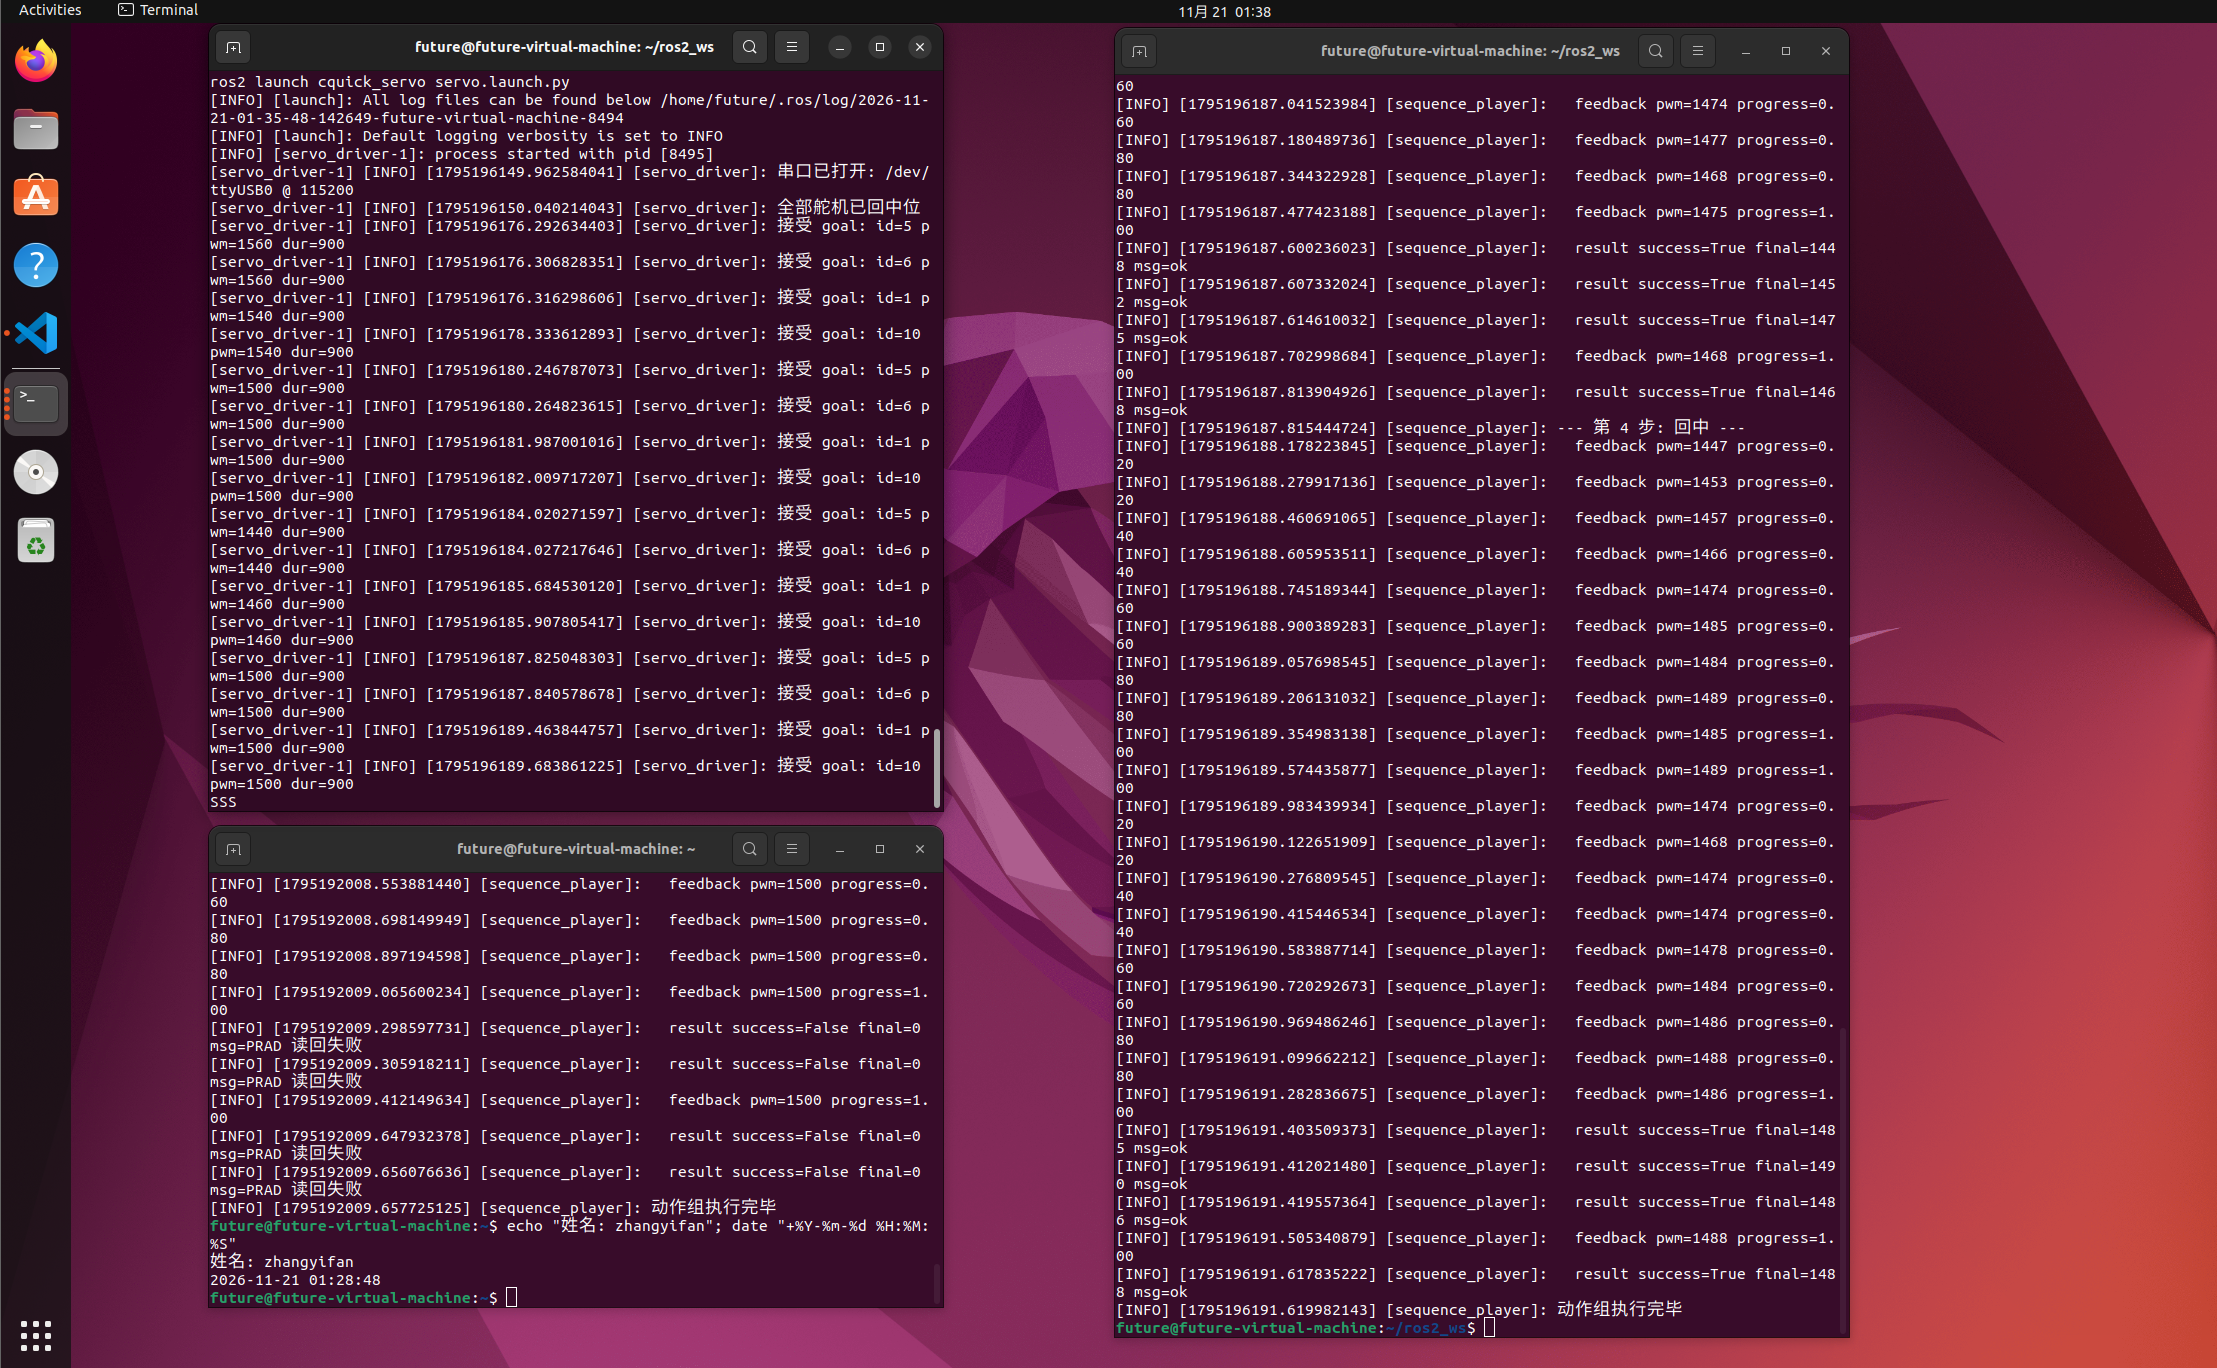 Activities
Terminal
11月 21 01:38
future@future-virtual-machine: ~/ros2_ws
ros2 launch cquick_servo servo.launch.py
[INFO] [launch]: All log files can be found below /home/future/.ros/log/2026-11-
21-01-35-48-142649-future-virtual-machine-8494
[INFO] [launch]: Default logging verbosity is set to INFO
[INFO] [servo_driver-1]: process started with pid [8495]
[servo_driver-1] [INFO] [1795196149.962584041] [servo_driver]: 串口已打开: /dev/
ttyUSB0 @ 115200
[servo_driver-1] [INFO] [1795196150.040214043] [servo_driver]: 全部舵机已回中位
[servo_driver-1] [INFO] [1795196176.292634403] [servo_driver]: 接受 goal: id=5 p
wm=1560 dur=900
[servo_driver-1] [INFO] [1795196176.306828351] [servo_driver]: 接受 goal: id=6 p
wm=1560 dur=900
[servo_driver-1] [INFO] [1795196176.316298606] [servo_driver]: 接受 goal: id=1 p
wm=1540 dur=900
[servo_driver-1] [INFO] [1795196178.333612893] [servo_driver]: 接受 goal: id=10
pwm=1540 dur=900
[servo_driver-1] [INFO] [1795196180.246787073] [servo_driver]: 接受 goal: id=5 p
wm=1500 dur=900
[servo_driver-1] [INFO] [1795196180.264823615] [servo_driver]: 接受 goal: id=6 p
wm=1500 dur=900
[servo_driver-1] [INFO] [1795196181.987001016] [servo_driver]: 接受 goal: id=1 p
wm=1500 dur=900
[servo_driver-1] [INFO] [1795196182.009717207] [servo_driver]: 接受 goal: id=10
pwm=1500 dur=900
[servo_driver-1] [INFO] [1795196184.020271597] [servo_driver]: 接受 goal: id=5 p
wm=1440 dur=900
[servo_driver-1] [INFO] [1795196184.027217646] [servo_driver]: 接受 goal: id=6 p
wm=1440 dur=900
[servo_driver-1] [INFO] [1795196185.684530120] [servo_driver]: 接受 goal: id=1 p
wm=1460 dur=900
[servo_driver-1] [INFO] [1795196185.907805417] [servo_driver]: 接受 goal: id=10
pwm=1460 dur=900
[servo_driver-1] [INFO] [1795196187.825048303] [servo_driver]: 接受 goal: id=5 p
wm=1500 dur=900
[servo_driver-1] [INFO] [1795196187.840578678] [servo_driver]: 接受 goal: id=6 p
wm=1500 dur=900
[servo_driver-1] [INFO] [1795196189.463844757] [servo_driver]: 接受 goal: id=1 p
wm=1500 dur=900
[servo_driver-1] [INFO] [1795196189.683861225] [servo_driver]: 接受 goal: id=10
pwm=1500 dur=900
SSS
future@future-virtual-machine: ~
[INFO] [1795192008.553881440] [sequence_player]:   feedback pwm=1500 progress=0.
60
[INFO] [1795192008.698149949] [sequence_player]:   feedback pwm=1500 progress=0.
80
[INFO] [1795192008.897194598] [sequence_player]:   feedback pwm=1500 progress=0.
80
[INFO] [1795192009.065600234] [sequence_player]:   feedback pwm=1500 progress=1.
00
[INFO] [1795192009.298597731] [sequence_player]:   result success=False final=0
msg=PRAD 读回失败
[INFO] [1795192009.305918211] [sequence_player]:   result success=False final=0
msg=PRAD 读回失败
[INFO] [1795192009.412149634] [sequence_player]:   feedback pwm=1500 progress=1.
00
[INFO] [1795192009.647932378] [sequence_player]:   result success=False final=0
msg=PRAD 读回失败
[INFO] [1795192009.656076636] [sequence_player]:   result success=False final=0
msg=PRAD 读回失败
[INFO] [1795192009.657725125] [sequence_player]: 动作组执行完毕
future@future-virtual-machine:~$ echo "姓名: zhangyifan"; date "+%Y-%m-%d %H:%M:
%S"
姓名: zhangyifan
2026-11-21 01:28:48
future@future-virtual-machine:~$
future@future-virtual-machine: ~/ros2_ws
60
[INFO] [1795196187.041523984] [sequence_player]:   feedback pwm=1474 progress=0.
60
[INFO] [1795196187.180489736] [sequence_player]:   feedback pwm=1477 progress=0.
80
[INFO] [1795196187.344322928] [sequence_player]:   feedback pwm=1468 progress=0.
80
[INFO] [1795196187.477423188] [sequence_player]:   feedback pwm=1475 progress=1.
00
[INFO] [1795196187.600236023] [sequence_player]:   result success=True final=144
8 msg=ok
[INFO] [1795196187.607332024] [sequence_player]:   result success=True final=145
2 msg=ok
[INFO] [1795196187.614610032] [sequence_player]:   result success=True final=147
5 msg=ok
[INFO] [1795196187.702998684] [sequence_player]:   feedback pwm=1468 progress=1.
00
[INFO] [1795196187.813904926] [sequence_player]:   result success=True final=146
8 msg=ok
[INFO] [1795196187.815444724] [sequence_player]: --- 第 4 步: 回中 ---
[INFO] [1795196188.178223845] [sequence_player]:   feedback pwm=1447 progress=0.
20
[INFO] [1795196188.279917136] [sequence_player]:   feedback pwm=1453 progress=0.
20
[INFO] [1795196188.460691065] [sequence_player]:   feedback pwm=1457 progress=0.
40
[INFO] [1795196188.605953511] [sequence_player]:   feedback pwm=1466 progress=0.
40
[INFO] [1795196188.745189344] [sequence_player]:   feedback pwm=1474 progress=0.
60
[INFO] [1795196188.900389283] [sequence_player]:   feedback pwm=1485 progress=0.
60
[INFO] [1795196189.057698545] [sequence_player]:   feedback pwm=1484 progress=0.
80
[INFO] [1795196189.206131032] [sequence_player]:   feedback pwm=1489 progress=0.
80
[INFO] [1795196189.354983138] [sequence_player]:   feedback pwm=1485 progress=1.
00
[INFO] [1795196189.574435877] [sequence_player]:   feedback pwm=1489 progress=1.
00
[INFO] [1795196189.983439934] [sequence_player]:   feedback pwm=1474 progress=0.
20
[INFO] [1795196190.122651909] [sequence_player]:   feedback pwm=1468 progress=0.
20
[INFO] [1795196190.276809545] [sequence_player]:   feedback pwm=1474 progress=0.
40
[INFO] [1795196190.415446534] [sequence_player]:   feedback pwm=1474 progress=0.
40
[INFO] [1795196190.583887714] [sequence_player]:   feedback pwm=1478 progress=0.
60
[INFO] [1795196190.720292673] [sequence_player]:   feedback pwm=1484 progress=0.
60
[INFO] [1795196190.969486246] [sequence_player]:   feedback pwm=1486 progress=0.
80
[INFO] [1795196191.099662212] [sequence_player]:   feedback pwm=1488 progress=0.
80
[INFO] [1795196191.282836675] [sequence_player]:   feedback pwm=1486 progress=1.
00
[INFO] [1795196191.403509373] [sequence_player]:   result success=True final=148
5 msg=ok
[INFO] [1795196191.412021480] [sequence_player]:   result success=True final=149
0 msg=ok
[INFO] [1795196191.419557364] [sequence_player]:   result success=True final=148
6 msg=ok
[INFO] [1795196191.505340879] [sequence_player]:   feedback pwm=1488 progress=1.
00
[INFO] [1795196191.617835222] [sequence_player]:   result success=True final=148
8 msg=ok
[INFO] [1795196191.619982143] [sequence_player]: 动作组执行完毕
future@future-virtual-machine:~/ros2_ws$